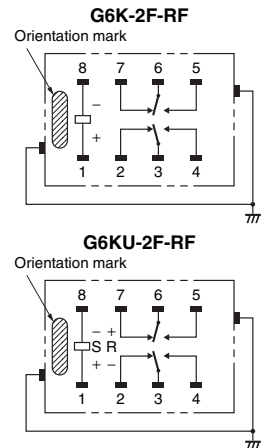 G6K-2F-RF
Orientation mark
8 7 6 5
−
+
1 2 3 4
G6KU-2F-RF
Orientation mark
8 7 6 5
− +
S R
+ −
1 2 3 4